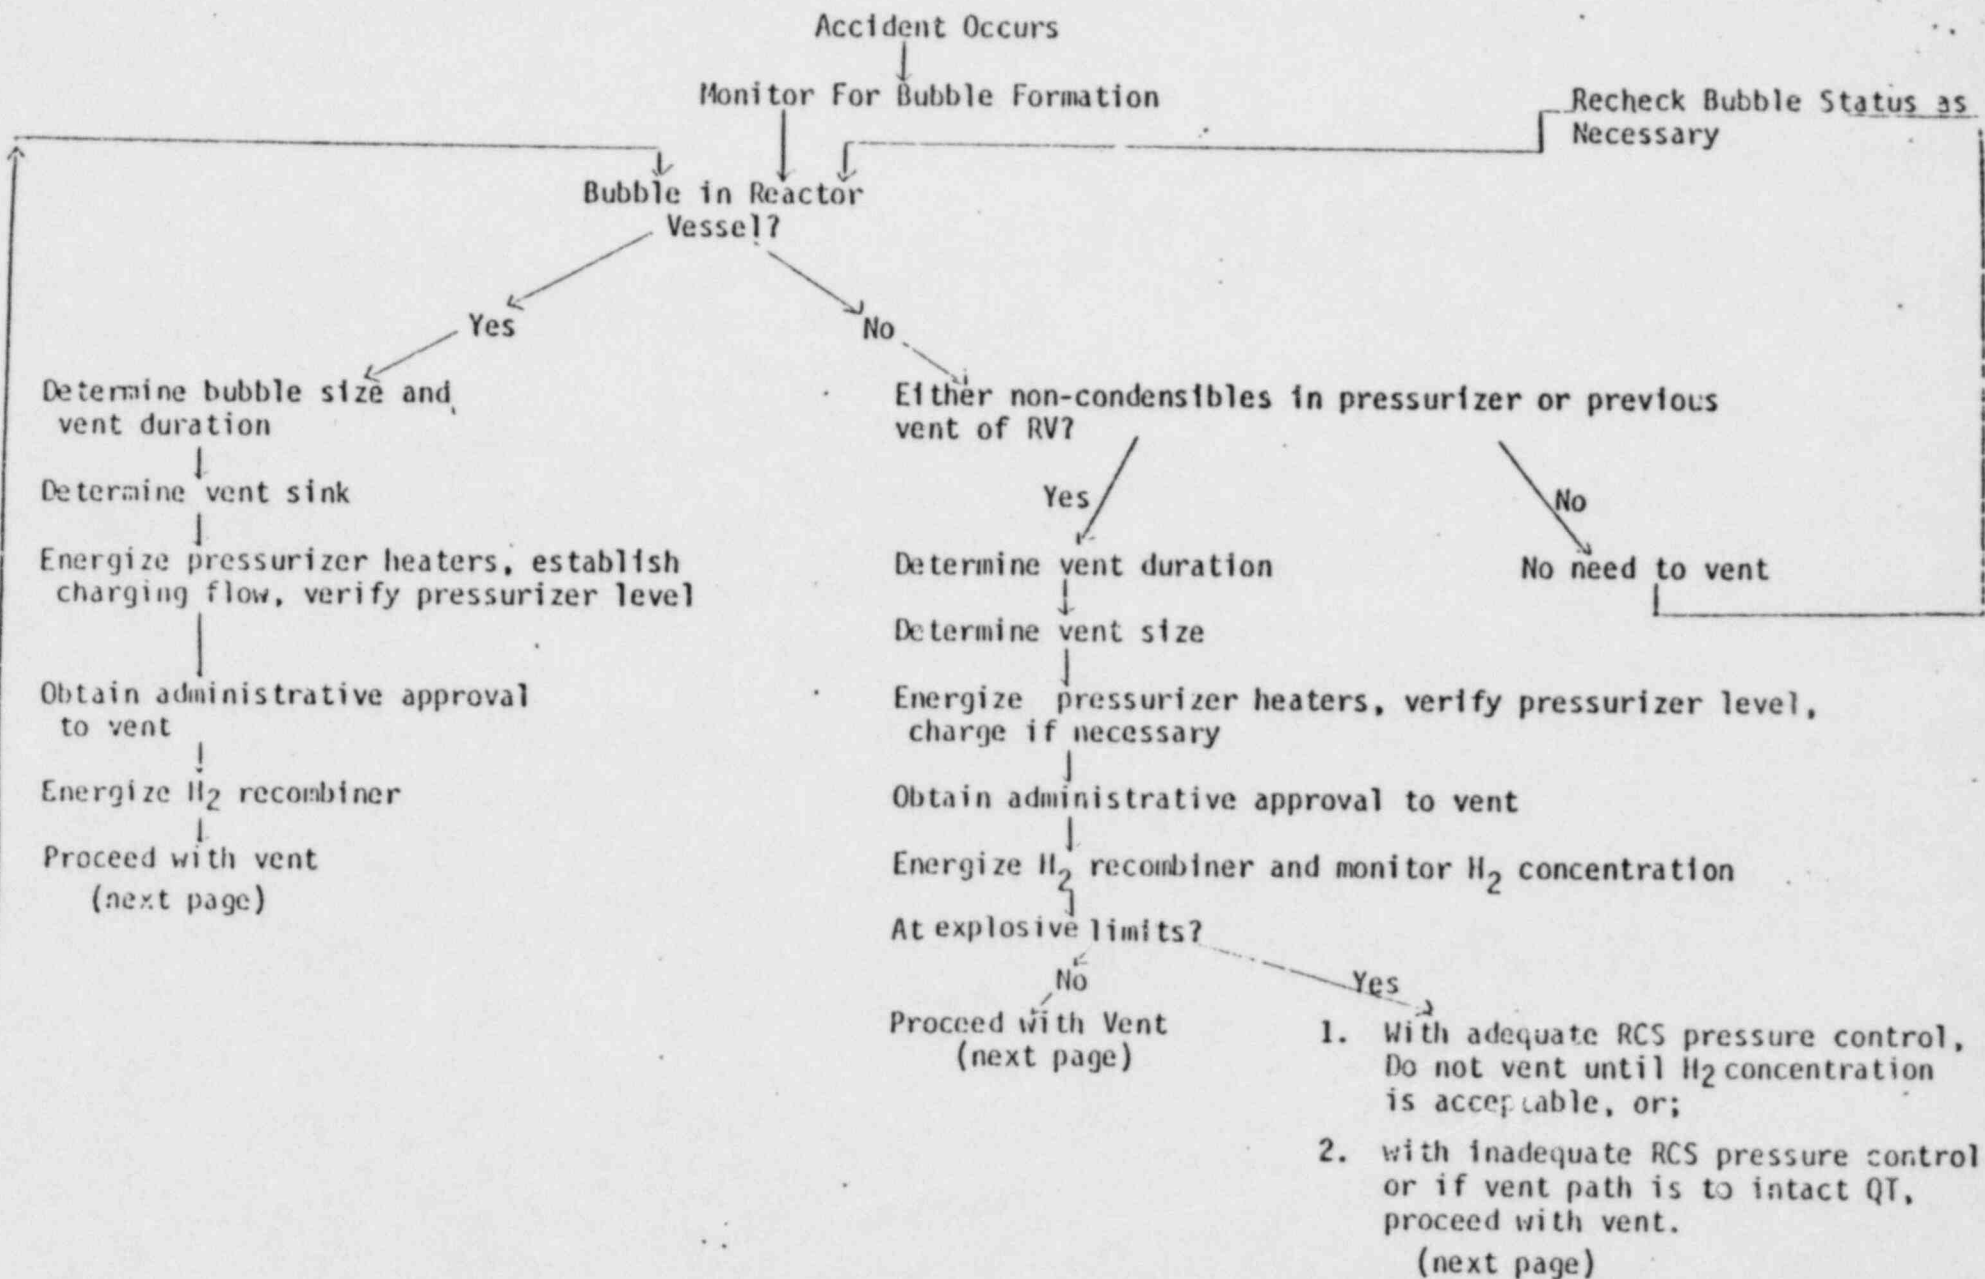 Accident Occurs
Monitor For Bubble Formation
Recheck Bubble Status as
Necessary
Bubble in Reactor
Vessel?
Yes
No
Determine bubble size and
vent duration
Determine vent sink
Energize pressurizer heaters, establish
charging flow, verify pressurizer level
Obtain administrative approval
to vent
Energize H2 recombiner
Proceed with vent
(next page)
Either non-condensibles in pressurizer or previous
vent of RV?
Yes
No
Determine vent duration
No need to vent
Determine vent size
Energize pressurizer heaters, verify pressurizer level,
charge if necessary
Obtain administrative approval to vent
Energize H2 recombiner and monitor H2 concentration
At explosive limits?
No
Yes
Proceed with Vent
(next page)
1. With adequate RCS pressure control,
Do not vent until H2 concentration
is acceptable, or;
2. with inadequate RCS pressure control
or if vent path is to intact QT,
proceed with vent.
(next page)